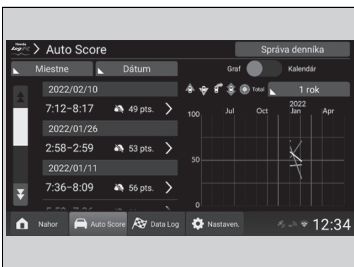 Honda
LogR
Auto Score
Správa denníka
Miestne
Dátum
Graf
Kalendár
2022/02/10
7:12–8:17 49 pts.
2022/01/26
2:58–2:59 53 pts.
2022/01/11
7:36–8:09 56 pts.
Total
1 rok
2022
Jul Oct Jan Apr
100
50
0
Nahor
Auto Score
Data Log
Nastaven.
12:34